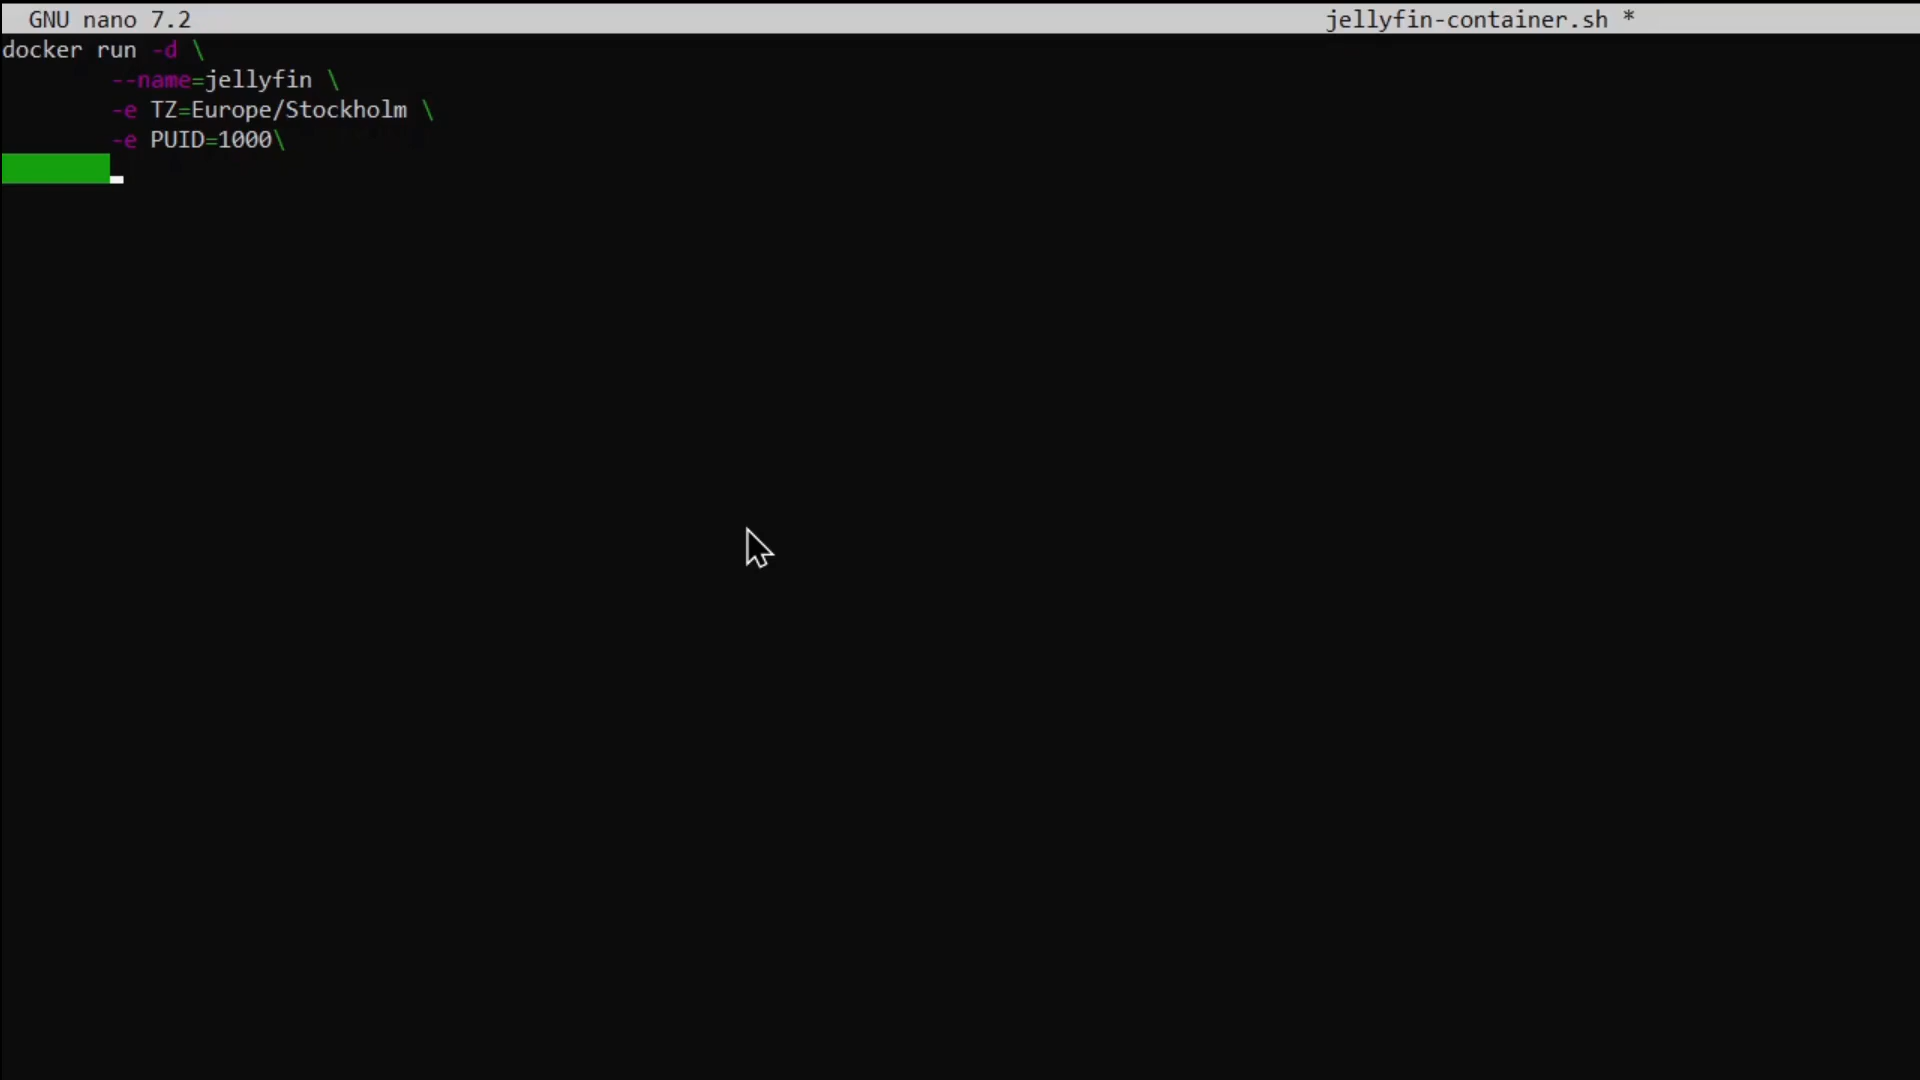 GNU nano 7.2 jellyfin-container.sh *
docker run -d \
--name=jellyfin \
-e TZ=Europe/Stockholm \
-e PUID=1000\